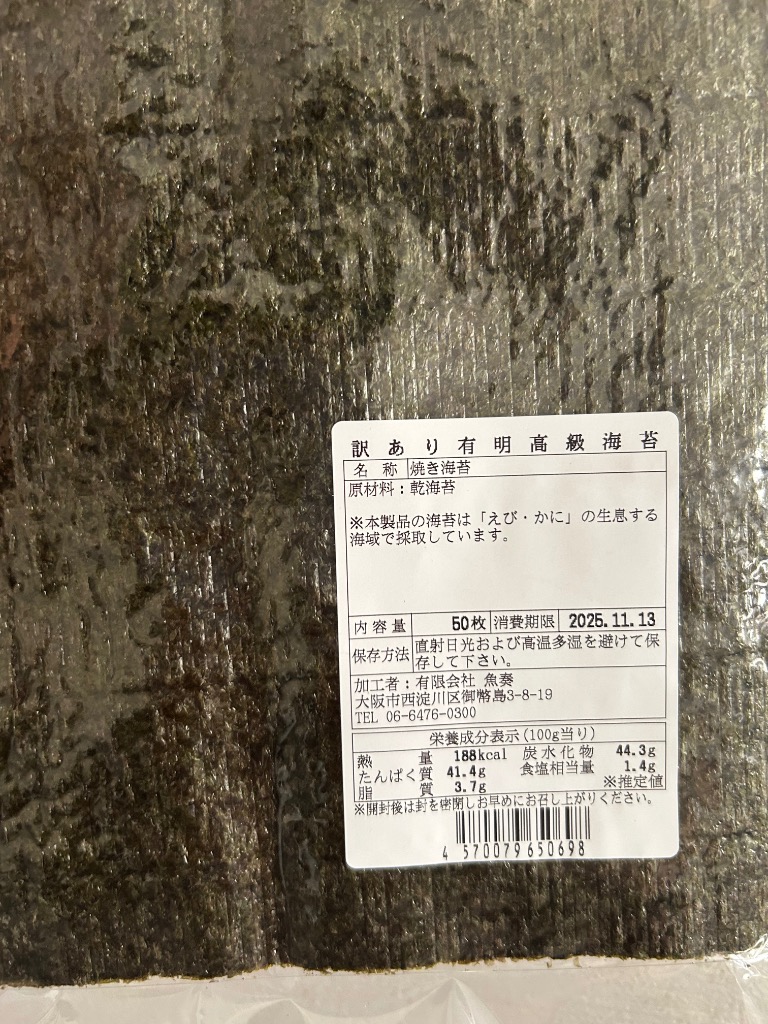 訳あり有明高級海苔
名 称 焼き海苔
原材料：乾海苔
※本製品の海苔は「えび・かに」の生息する
海域で採取しています。
内容量 50枚 消費期限 2025.11.13
保存方法 直射日光および高温多湿を避けて保
存して下さい。
加工者：有限会社 魚奏
大阪市西淀川区御幣島3-8-19
TEL 06-6476-0300
栄養成分表示(100g当り)
熱 量 188kcal 炭水化物 44.3g
たんぱく質 41.4g 食塩相当量 1.4g
脂 質 3.7g ※推定値
※開封後は封を密閉しお早めにお召し上がりください。
4 570079650698